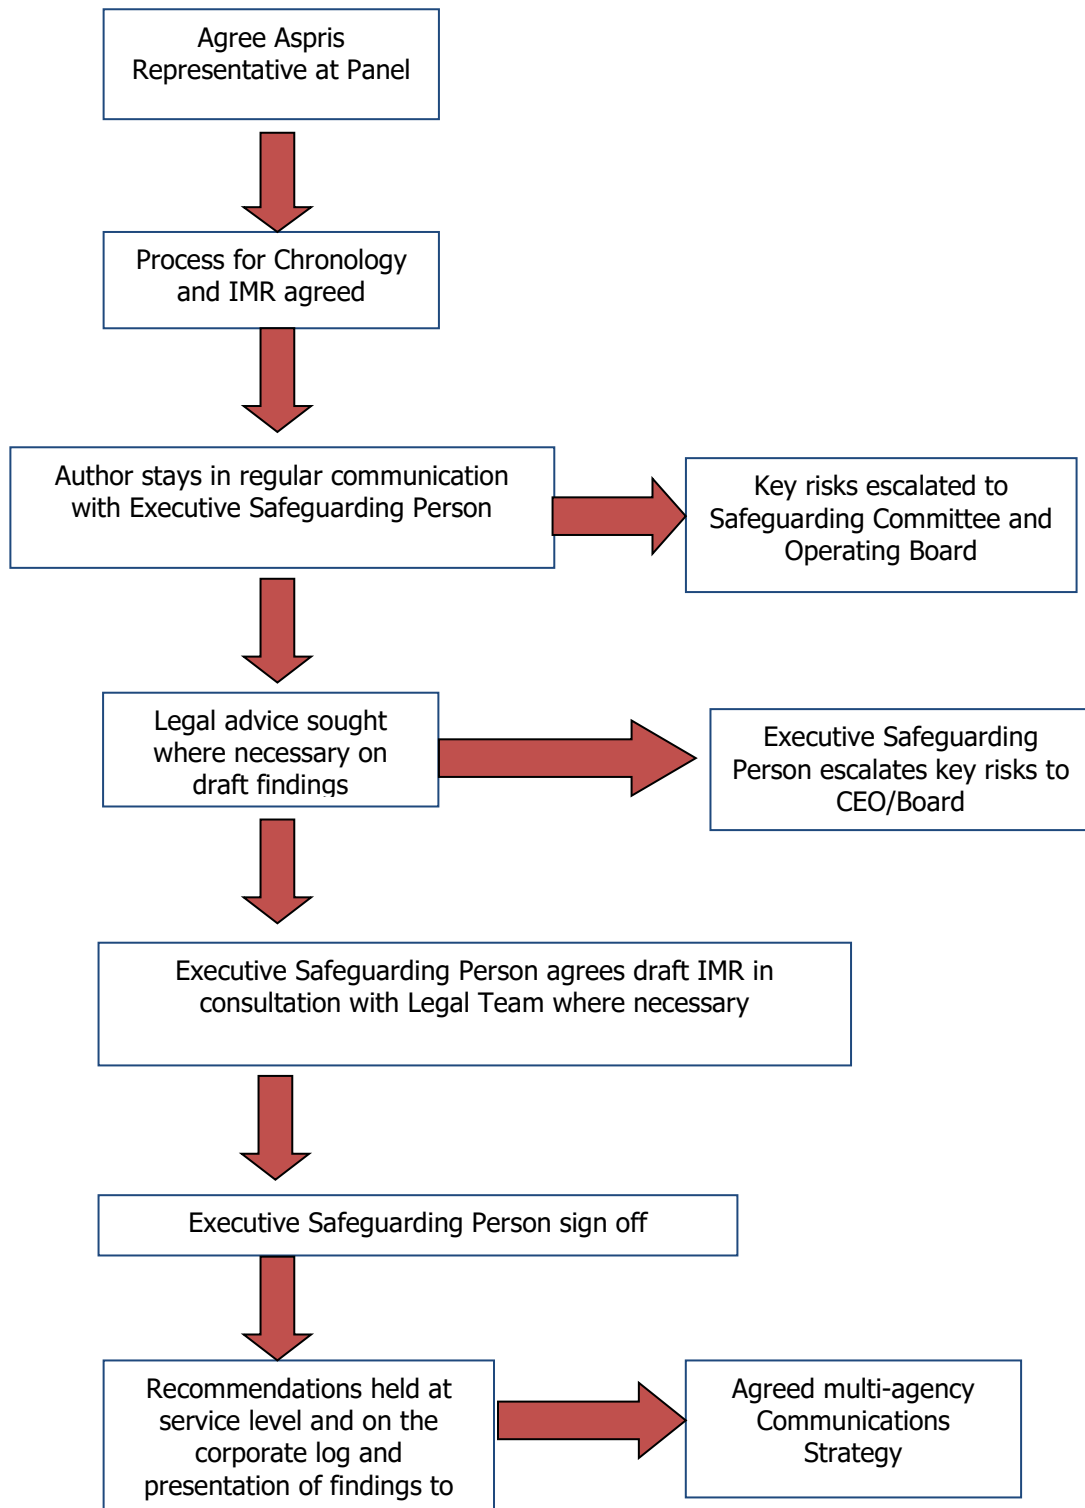 Agree Aspris
Representative at Panel
Process for Chronology
and IMR agreed
Author stays in regular communication
with Executive Safeguarding Person
Key risks escalated to
Safeguarding Committee and
Operating Board
Legal advice sought
where necessary on
draft findings
Executive Safeguarding
Person escalates key risks to
CEO/Board
Executive Safeguarding Person agrees draft IMR in
consultation with Legal Team where necessary
Executive Safeguarding Person sign off
Recommendations held at
service level and on the
corporate log and
presentation of findings to
Agreed multi-agency
Communications
Strategy